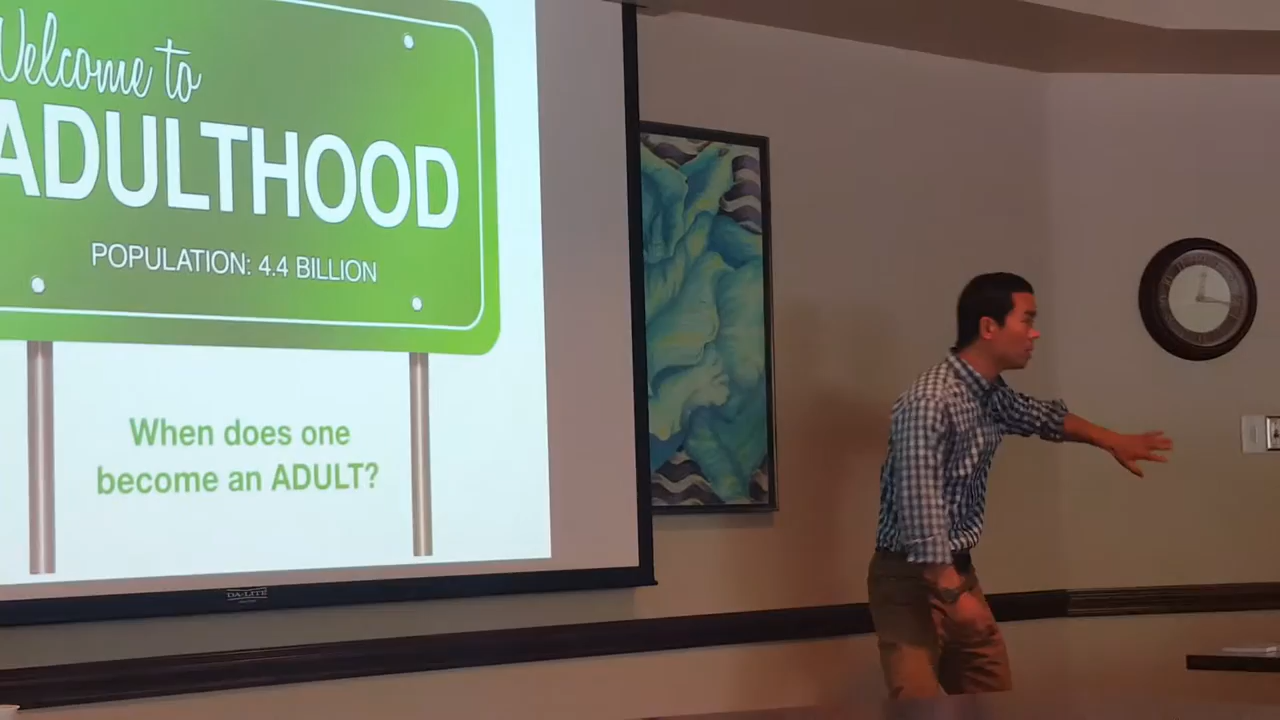 Welcome to
ADULTHOOD
POPULATION: 4.4 BILLION
When does one
become an ADULT?
DA-LITE